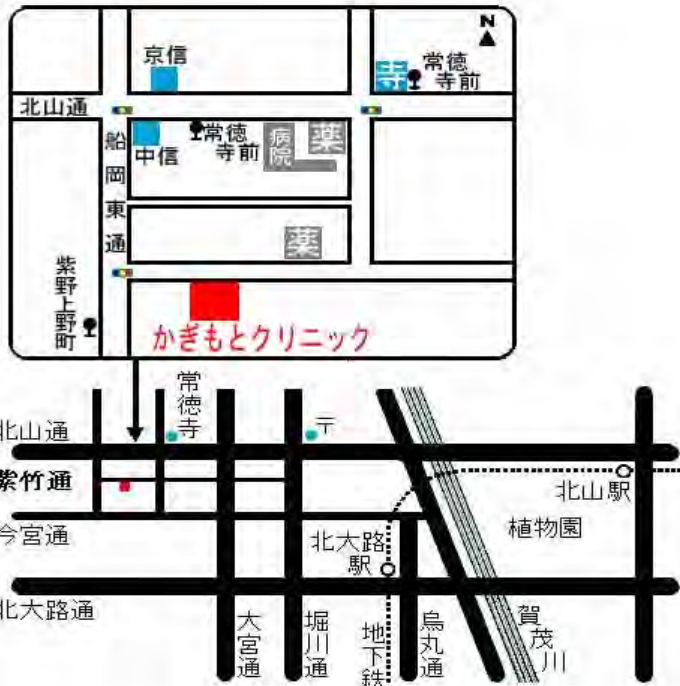 N
京信
寺
常徳
寺前
北山通
船岡東通
中信
常徳
寺前
病院
薬
薬
紫野上野町
かぎもとクリニック
常徳寺
〒
北山通
紫竹通
北山駅
今宮通
植物園
北大路
駅
北大路通
大宮通
堀川通
地下鉄
烏丸通
賀茂川